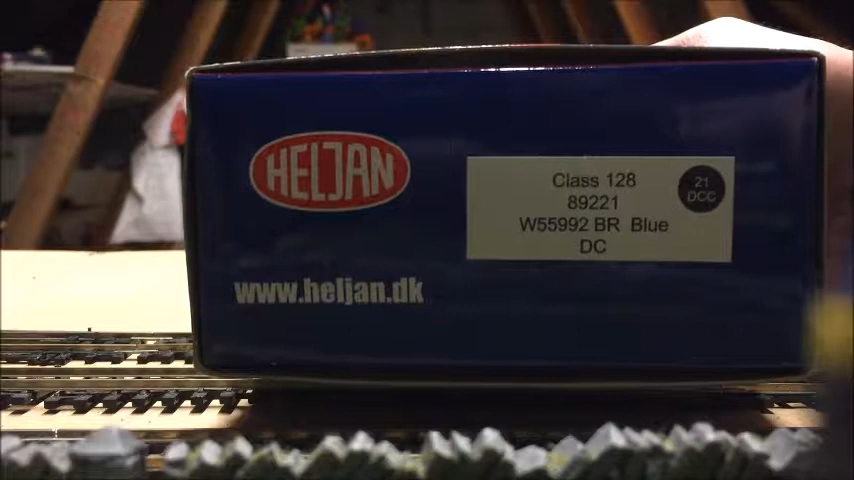 HELJAN
www.heljan.dk
Class 128
89221
W55992 BR Blue
DC
21
DCC